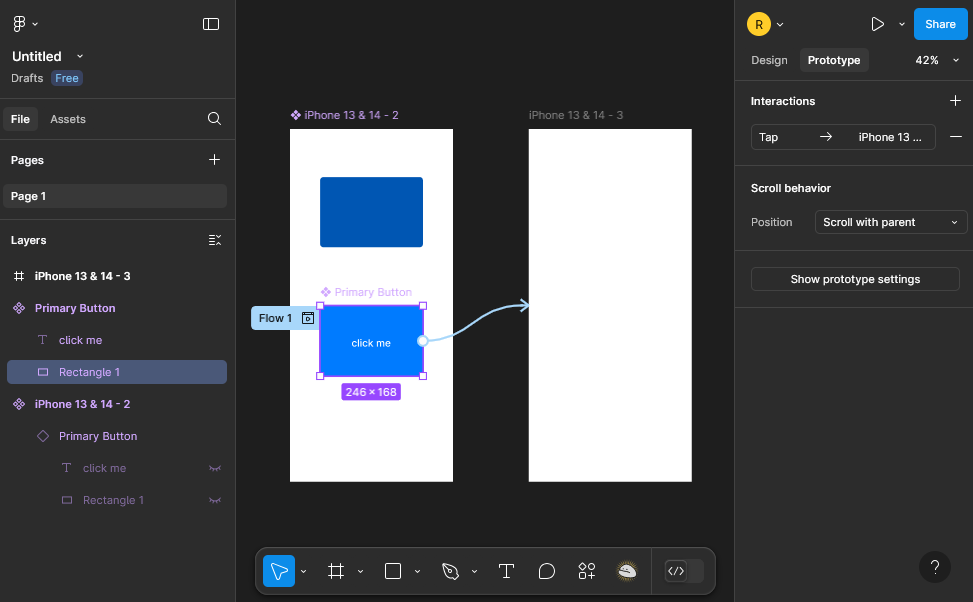 Untitled
Drafts Free
File Assets
Pages
Page 1
Layers
iPhone 13 & 14 - 3
Primary Button
click me
Rectangle 1
iPhone 13 & 14 - 2
Primary Button
click me
Rectangle 1
iPhone 13 & 14 - 2
iPhone 13 & 14 - 3
Primary Button
Flow 1
click me
246 × 168
R
Share
Design Prototype 42%
Interactions
Tap → iPhone 13 ...
Scroll behavior
Position Scroll with parent
Show prototype settings
?